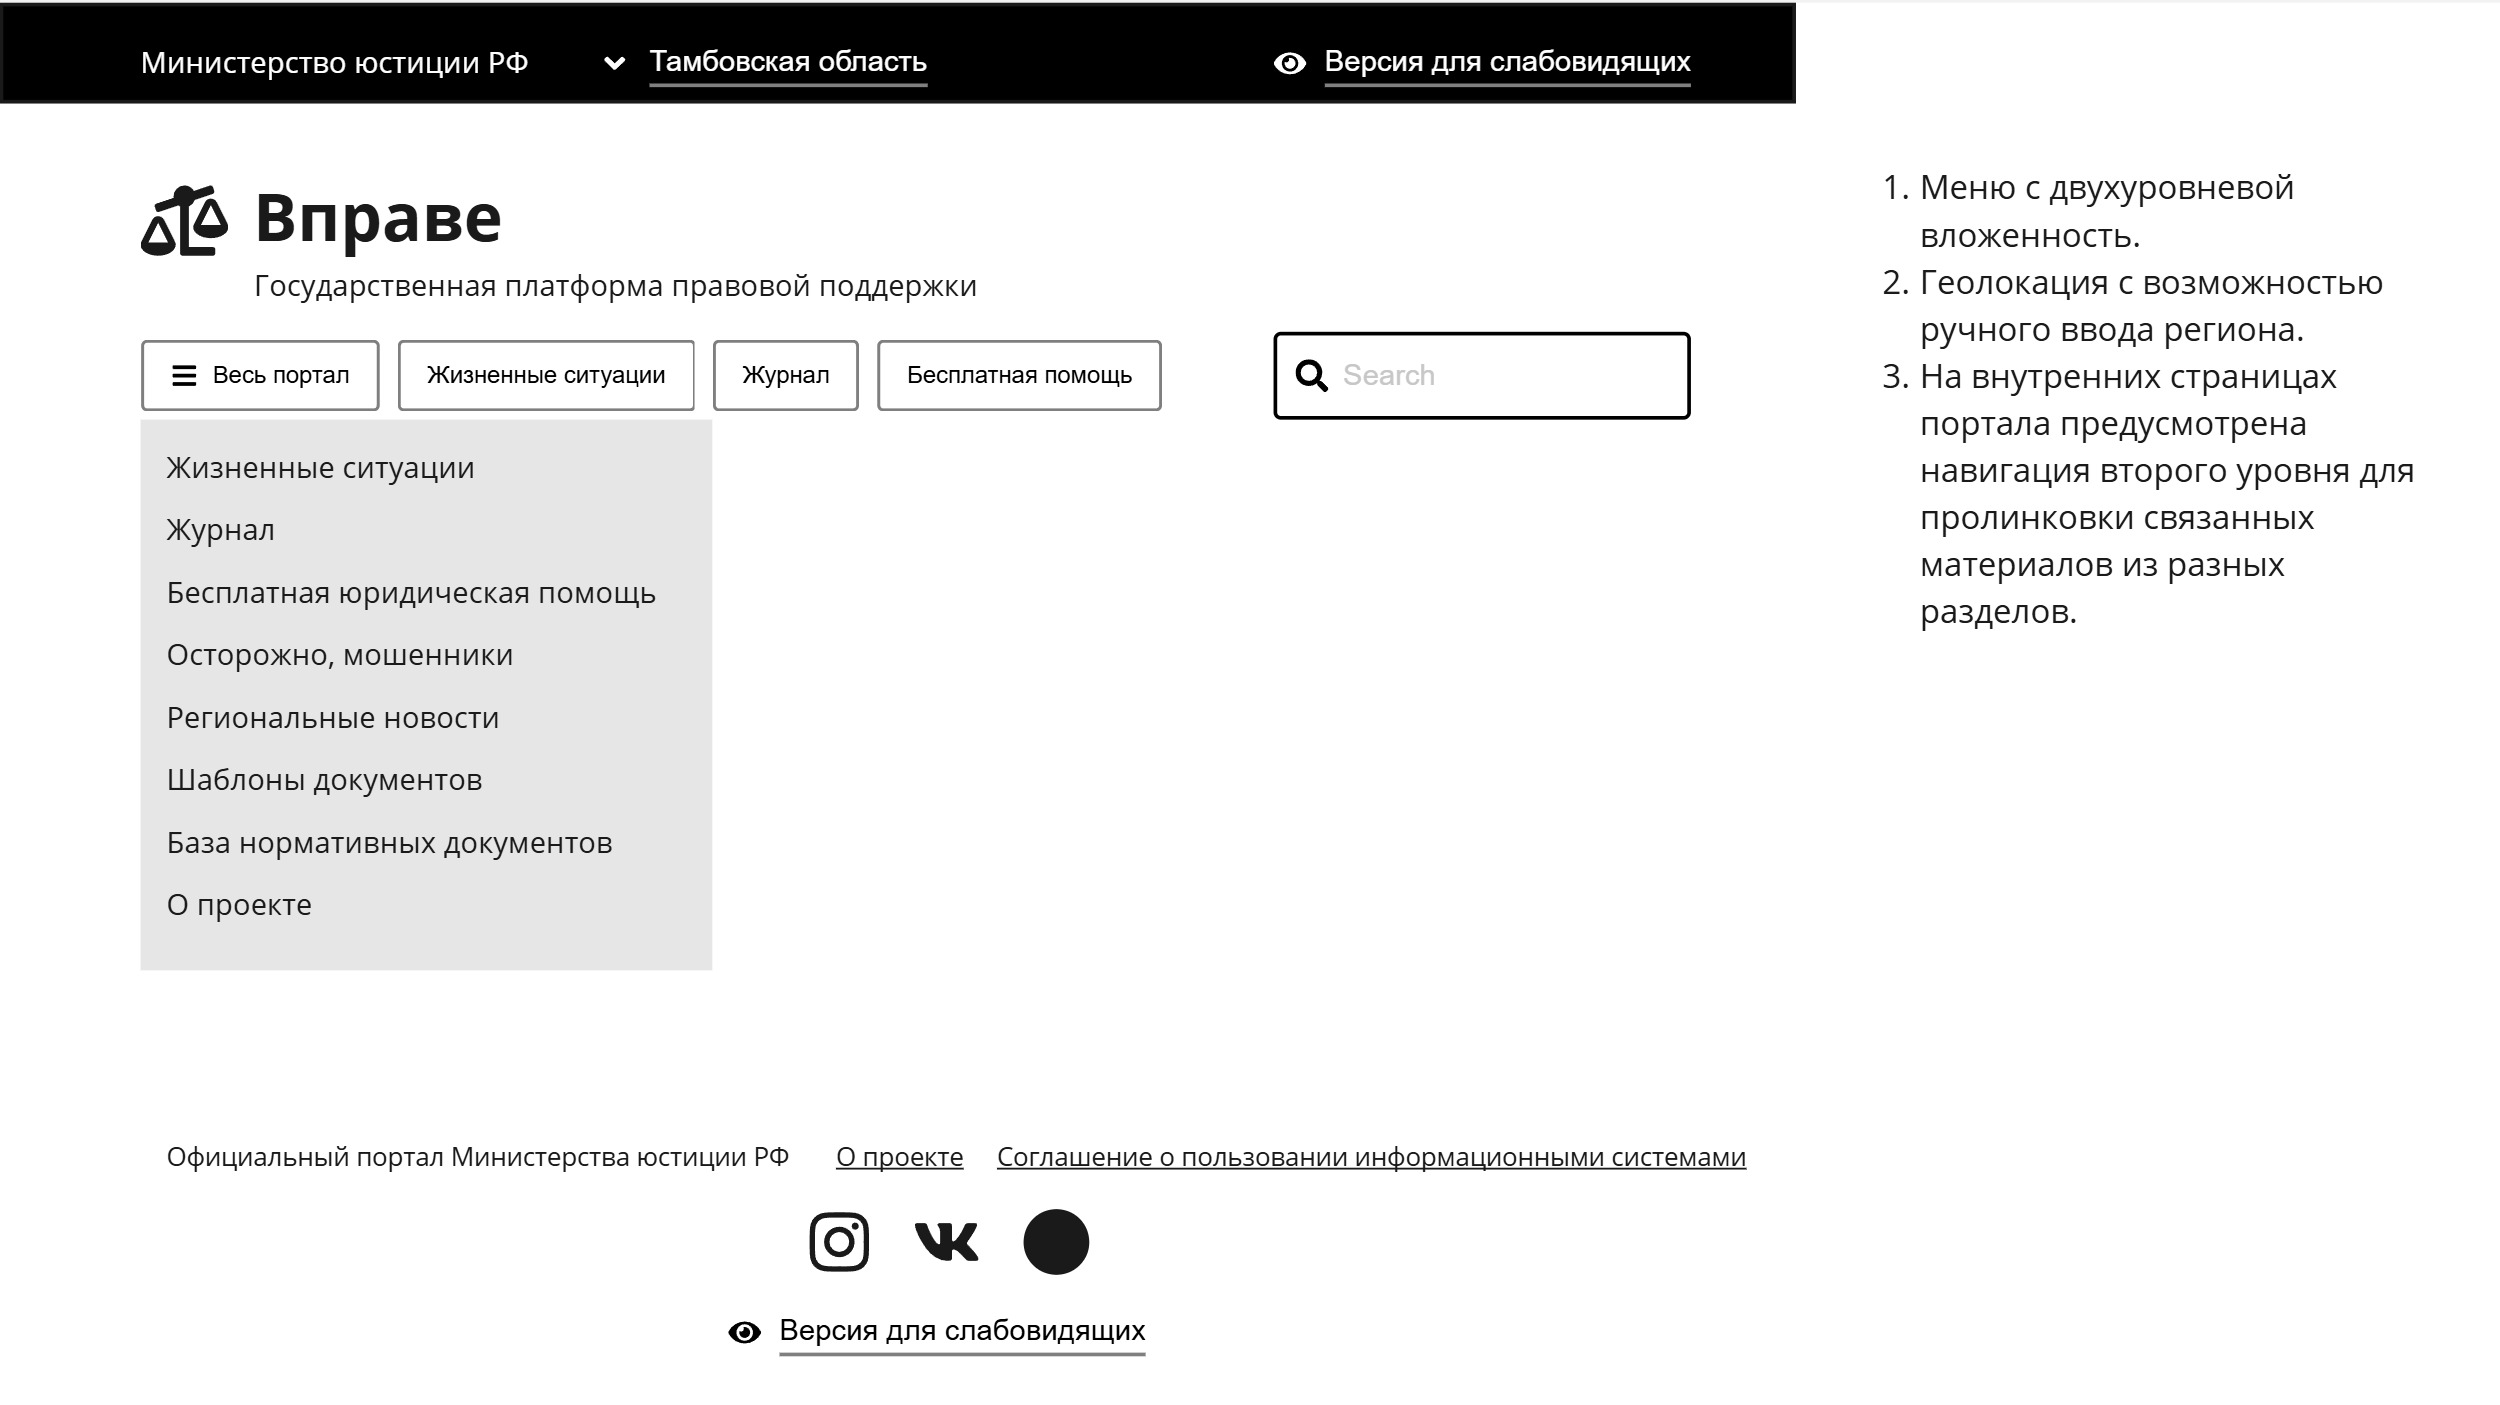 Министерство юстиции РФ
Тамбовская область
Версия для слабовидящих
Вправе
Государственная платформа правовой поддержки
Весь портал
Жизненные ситуации
Журнал
Бесплатная помощь
Search
Жизненные ситуации
Журнал
Бесплатная юридическая помощь
Осторожно, мошенники
Региональные новости
Шаблоны документов
База нормативных документов
О проекте
1. Меню с двухуровневой
вложенность.
2. Геолокация с возможностью
ручного ввода региона.
3. На внутренних страницах
портала предусмотрена
навигация второго уровня для
пролинковки связанных
материалов из разных
разделов.
Официальный портал Министерства юстиции РФ
О проекте
Соглашение о пользовании информационными системами
Версия для слабовидящих